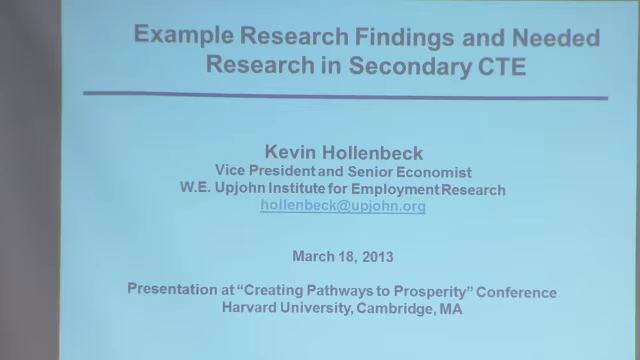 Example Research Findings and Needed
Research in Secondary CTE
Kevin Hollenbeck
Vice President and Senior Economist
W.E. Upjohn Institute for Employment Research
hollenbeck@upjohn.org
March 18, 2013
Presentation at “Creating Pathways to Prosperity” Conference
Harvard University, Cambridge, MA